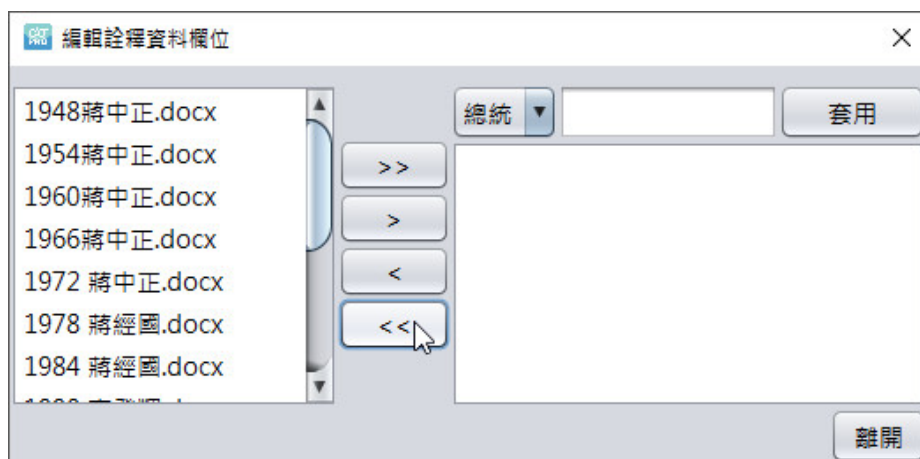 編輯詮釋資料欄位
1948蔣中正.docx
1954蔣中正.docx
1960蔣中正.docx
1966蔣中正.docx
1972 蔣中正.docx
1978 蔣經國.docx
1984 蔣經國.docx
>>
>
<
<<
總統
套用
離開